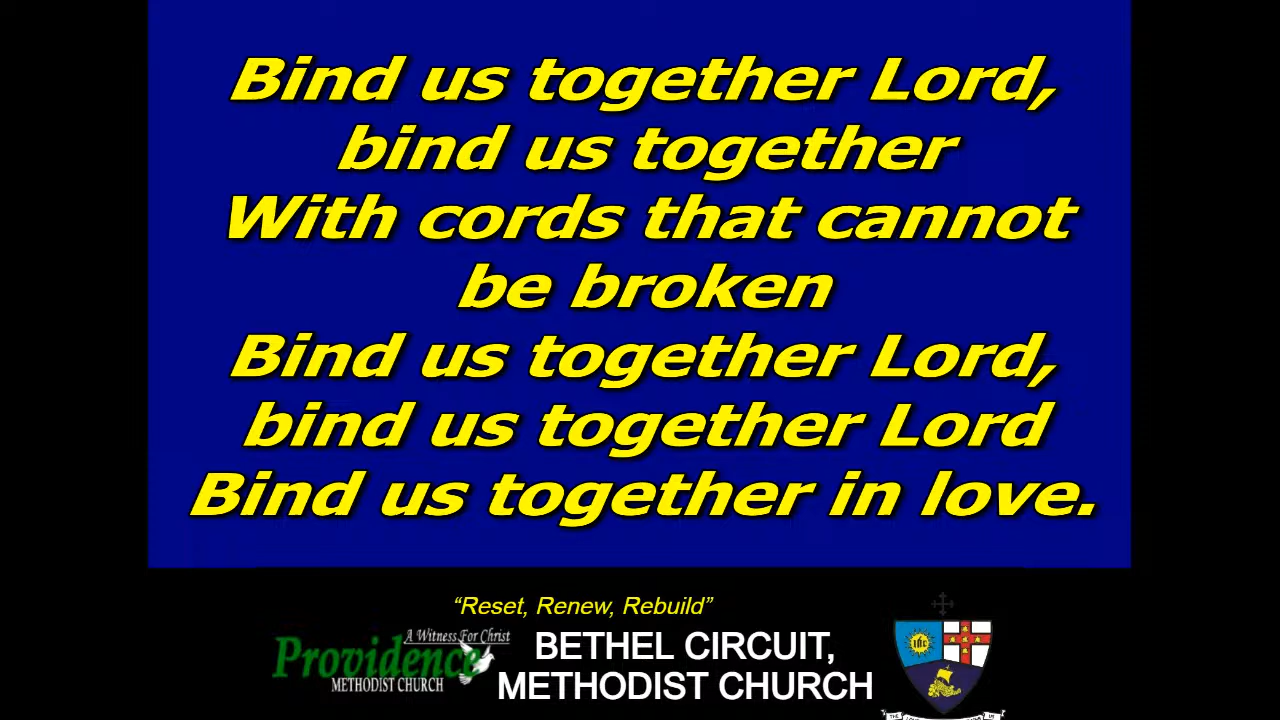 Bind us together Lord,
bind us together
With cords that cannot
be broken
Bind us together Lord,
bind us together Lord
Bind us together in love.
“Reset, Renew, Rebuild”
A Witness For Christ
Providence
METHODIST CHURCH
BETHEL CIRCUIT,
METHODIST CHURCH
IHS
THE